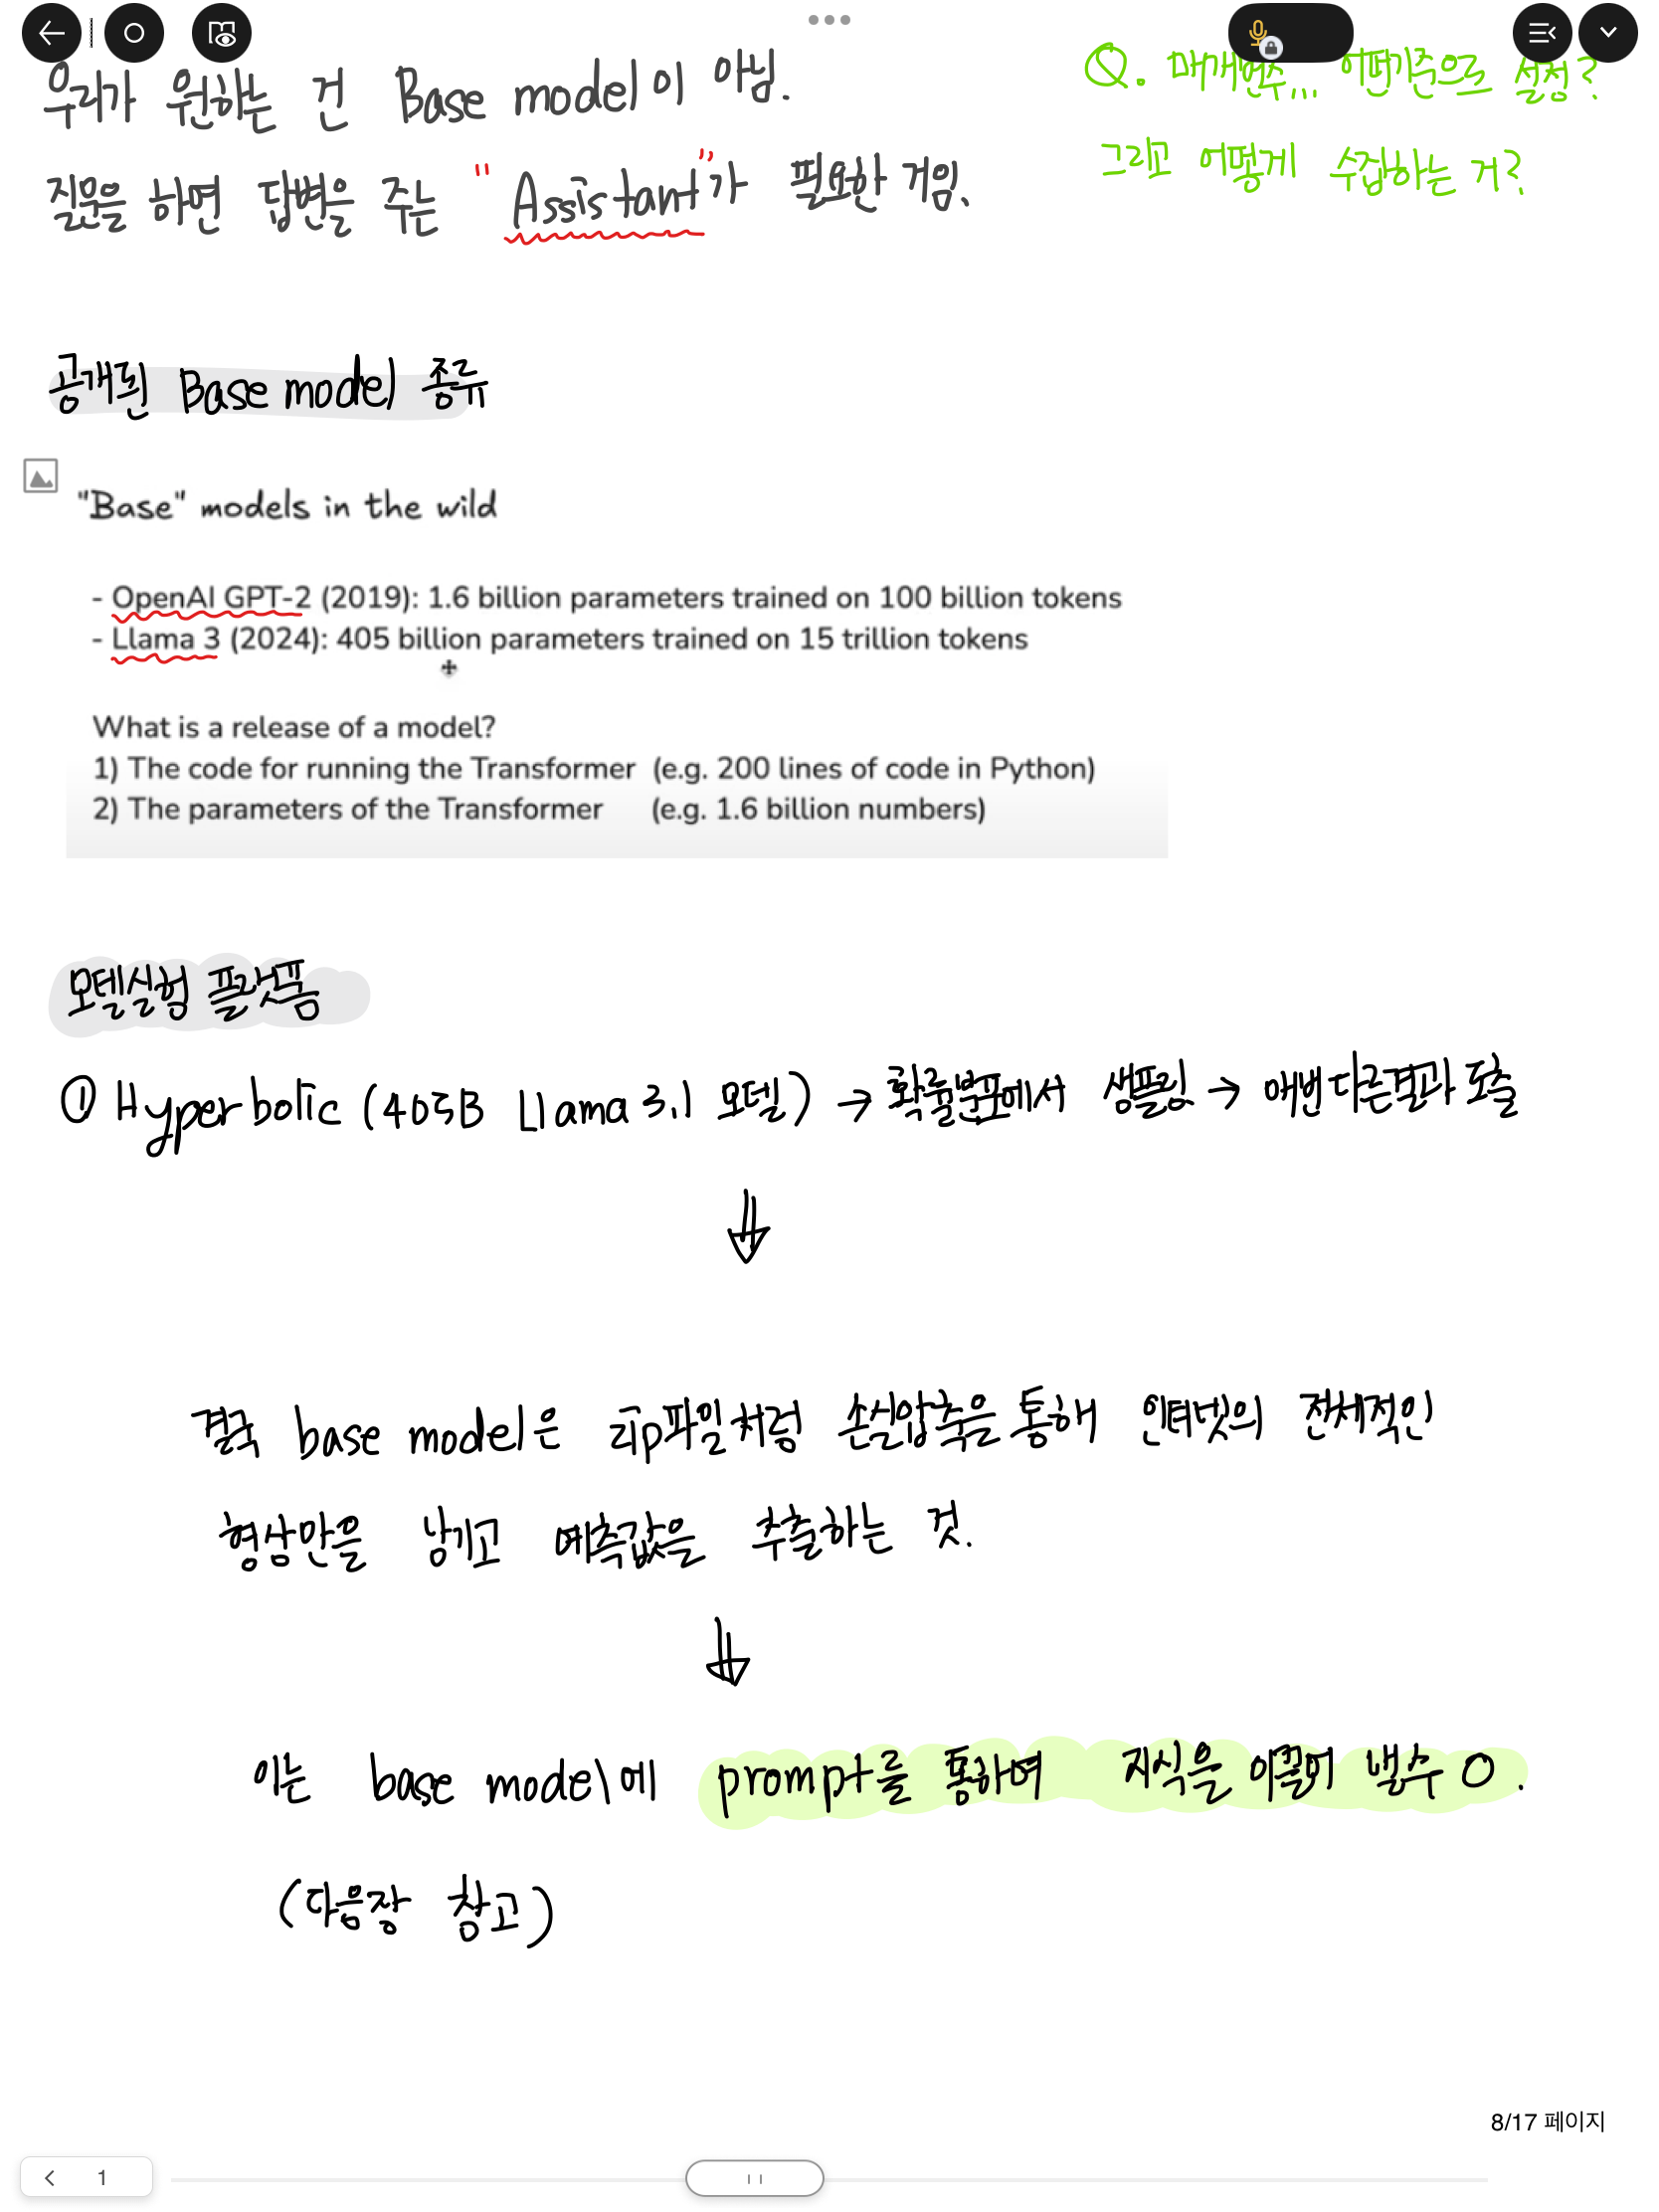 우리가 원하는 건 Base model이 아님.
질문을 하면 답변을 주는 "Assistant"가 필요한 거임.
Q. 매개변수... 어떤기준으로 설정?
그리고 어떻게 수집하는 거?
공개된 Base model 종류
"Base" models in the wild
- OpenAI GPT-2 (2019): 1.6 billion parameters trained on 100 billion tokens
- Llama 3 (2024): 405 billion parameters trained on 15 trillion tokens
What is a release of a model?
1) The code for running the Transformer (e.g. 200 lines of code in Python)
2) The parameters of the Transformer (e.g. 1.6 billion numbers)
모델실험 플랫폼
① Hyperbolic (405B Llama 3.1 모델) → 확률분포에서 샘플링 → 매번 다른결과 도출
결국 base model은 zip파일처럼 손실압축을 통해 인터넷의 전체적인
형상만을 남기고 예측값을 추출하는 것.
이는 base model에 prompt를 통하여 지식을 이끌어 낼수 O.
(다음장 참고)
8/17 페이지
1